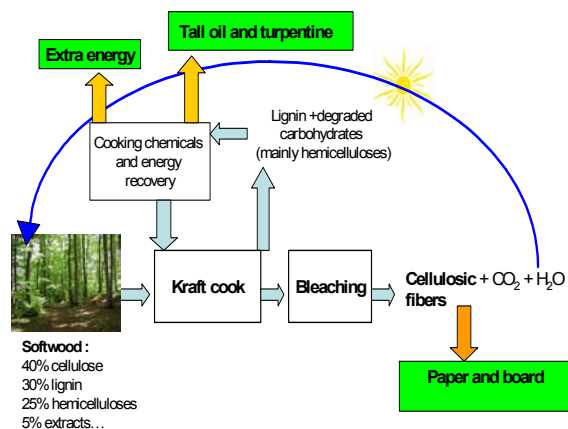 Tall oil and turpentine
Extra energy
Lignin +degraded
carbohydrates
(mainly hemicelluloses)
Cooking chemicals
and energy
recovery
Kraft cook
Bleaching
Cellulosic + CO₂ + H₂O
fibers
Softwood :
40% cellulose
30% lignin
25% hemicelluloses
5% extracts…
Paper and board